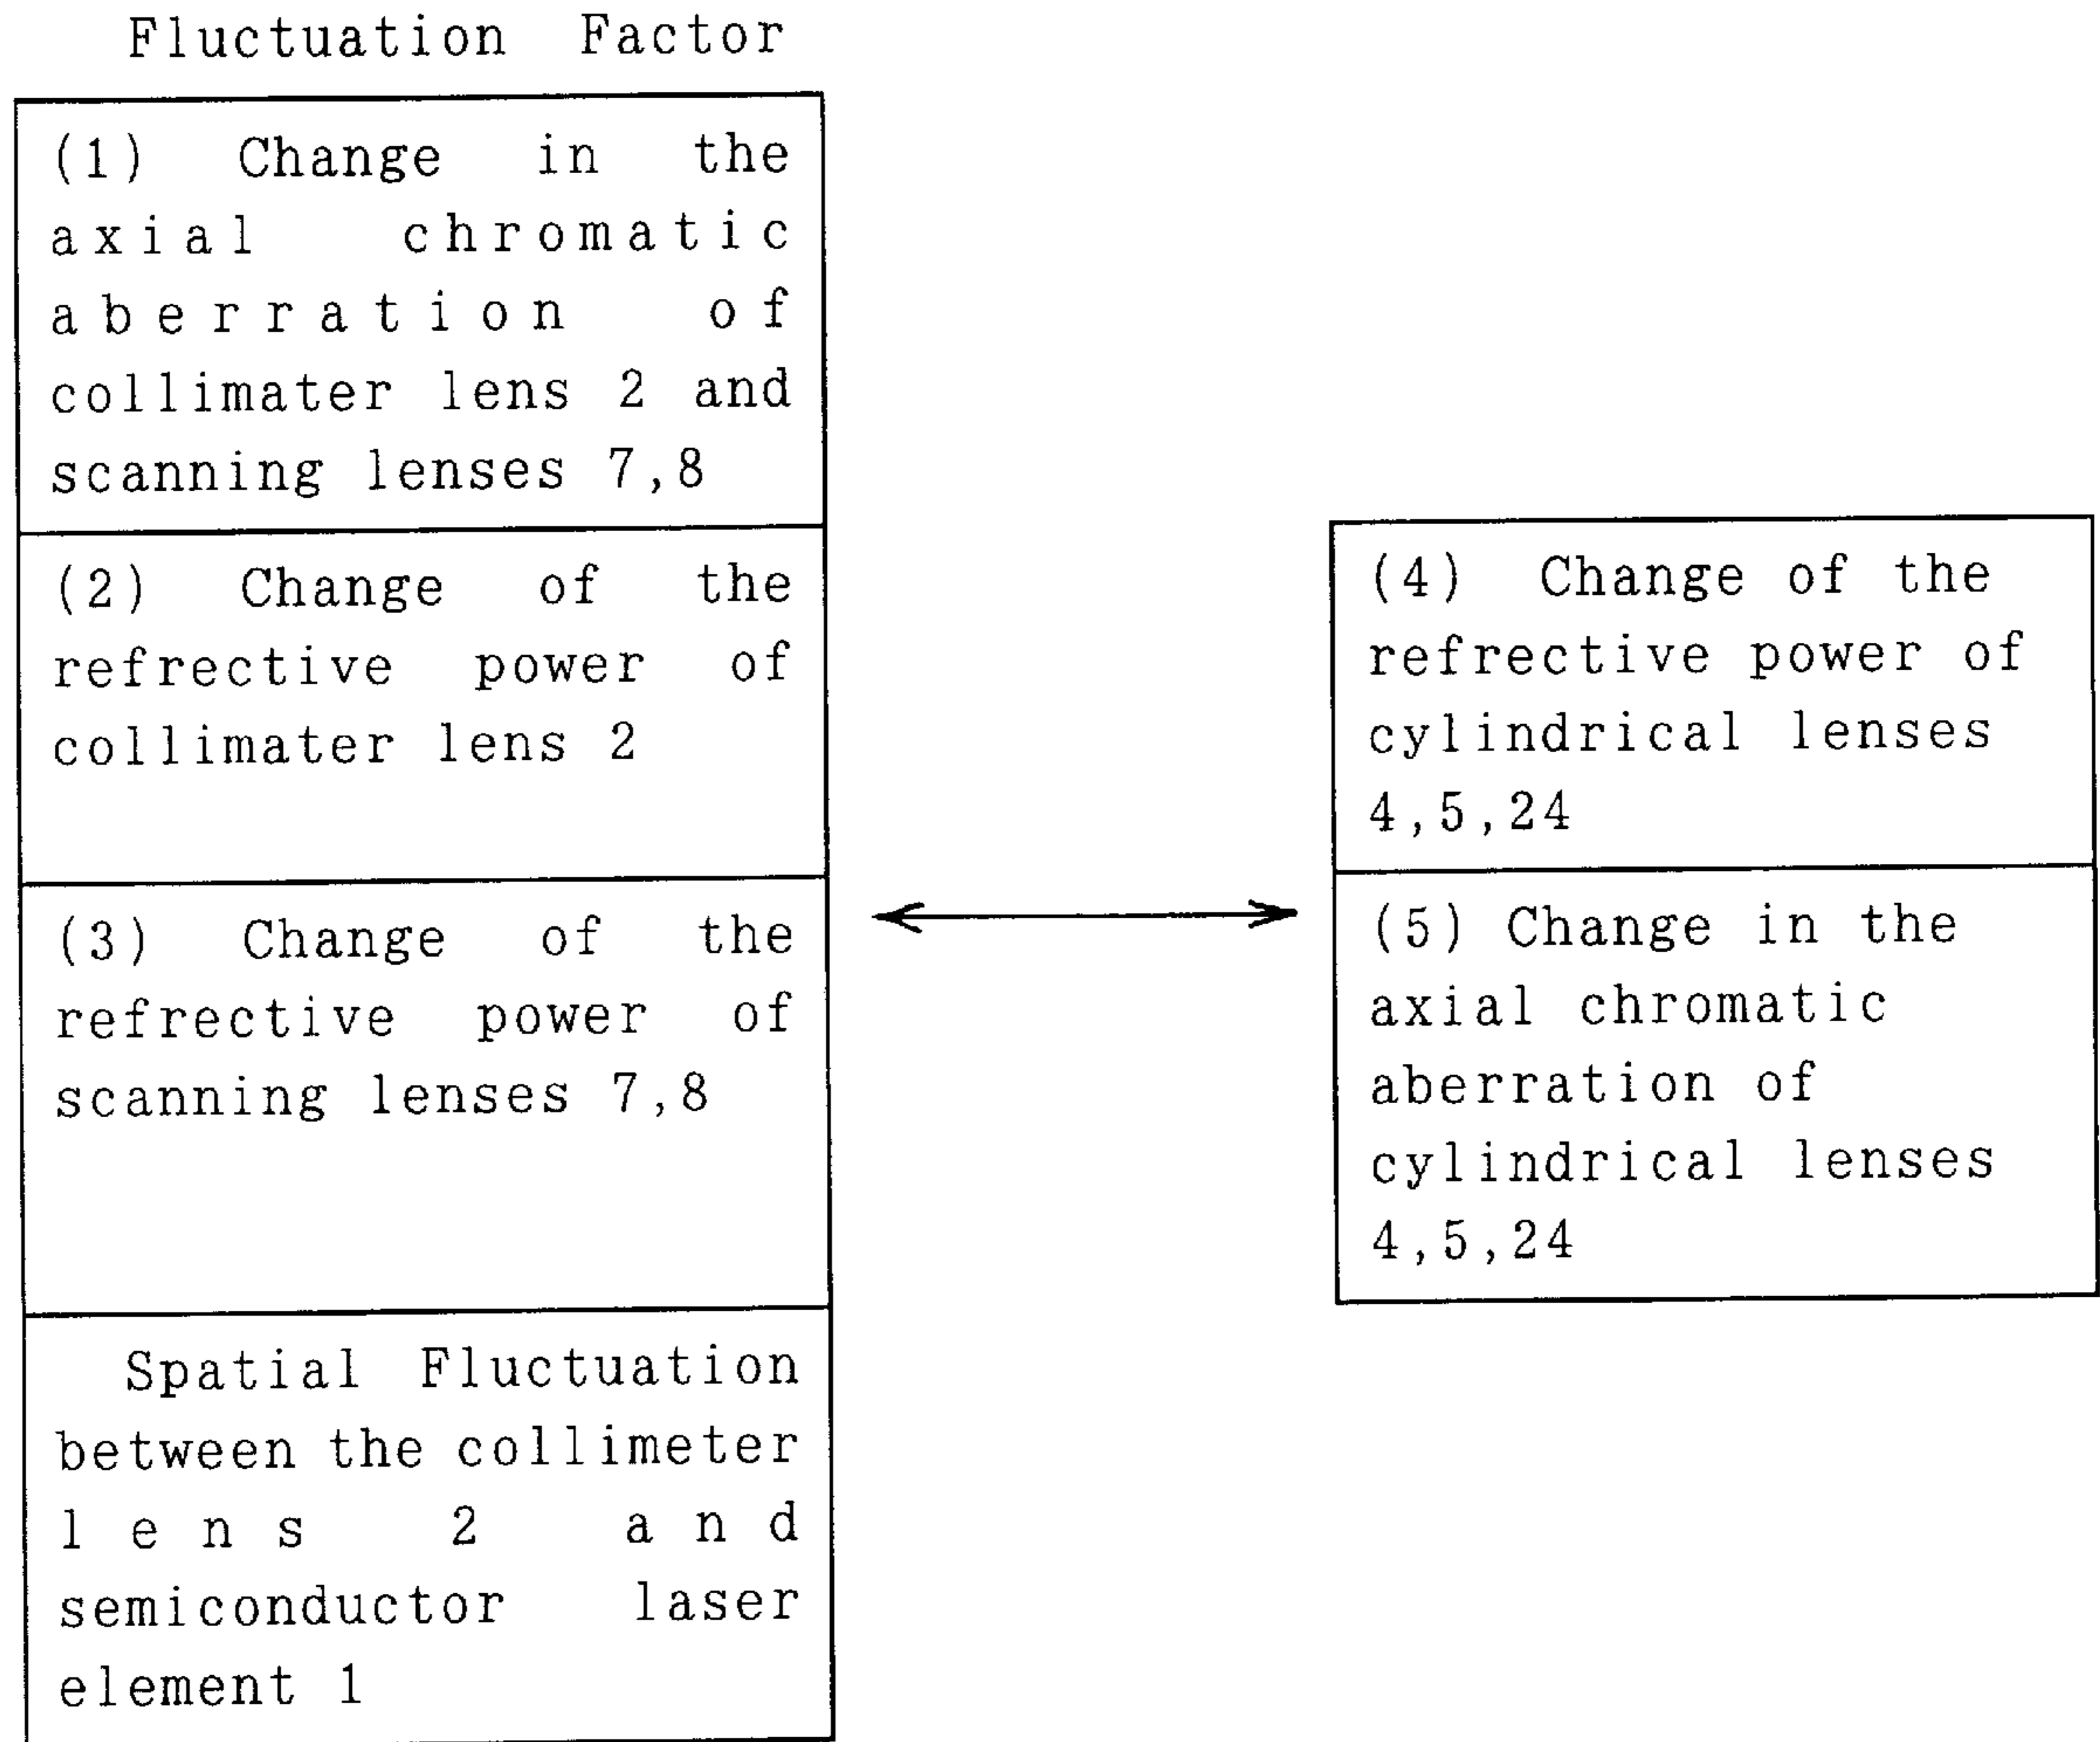 Fluctuation Factor
(1) Change in the
axial chromatic
aberration of
collimater lens 2 and
scanning lenses 7,8
(2) Change of the
refrective power of
collimater lens 2
(3) Change of the
refrective power of
scanning lenses 7,8
Spatial Fluctuation
between the collimeter
lens 2 and
semiconductor laser
element 1
(4) Change of the
refrective power of
cylindrical lenses
4,5,24
(5) Change in the
axial chromatic
aberration of
cylindrical lenses
4,5,24